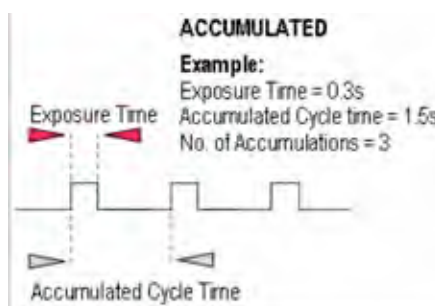 ACCUMULATED
Example:
Exposure Time = 0.3s
Accumulated Cycle time = 1.5s
No. of Accumulations = 3
Exposure Time
Accumulated Cycle Time